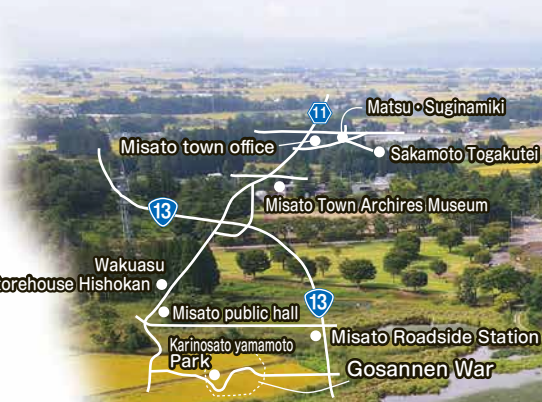 11
Matsu・Suginamiki
Misato town office
Sakamoto Togakutei
Misato Town Archires Museum
13
Wakuasu
torehouse Hishokan
Misato public hall
13
Misato Roadside Station
Karinosato yamamoto
Park
Gosannen War